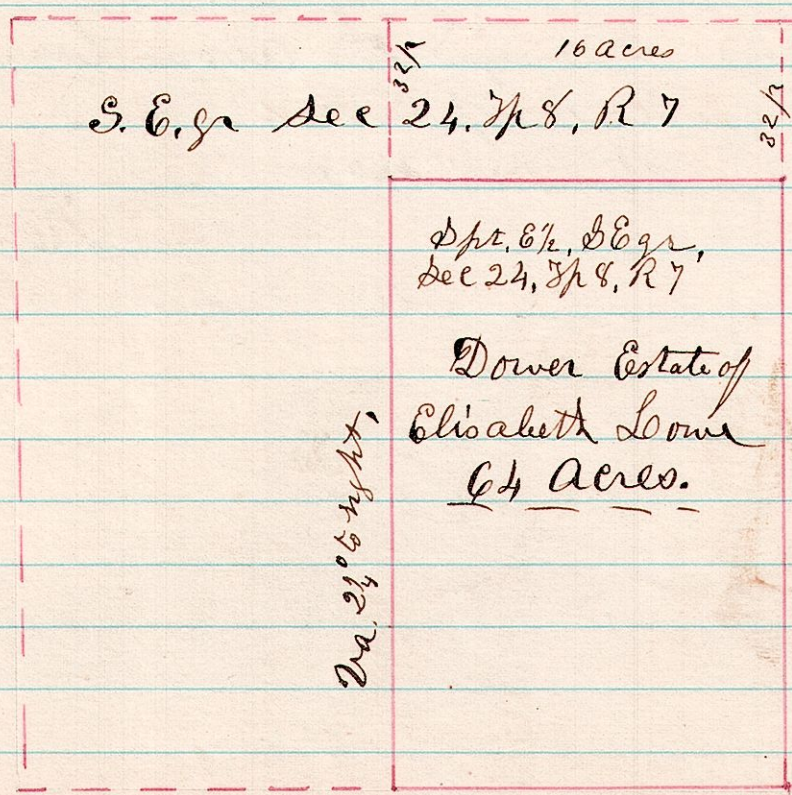 16 acres
32/r
32/r
S.E.qr Sec 24, Tp 8, R 7
Spt. E½, SEqr,
Sec 24, Tp 8, R 7
Dower Estate of
Elisabeth Lowe
64 Acres.
Va. 2¼° to right,